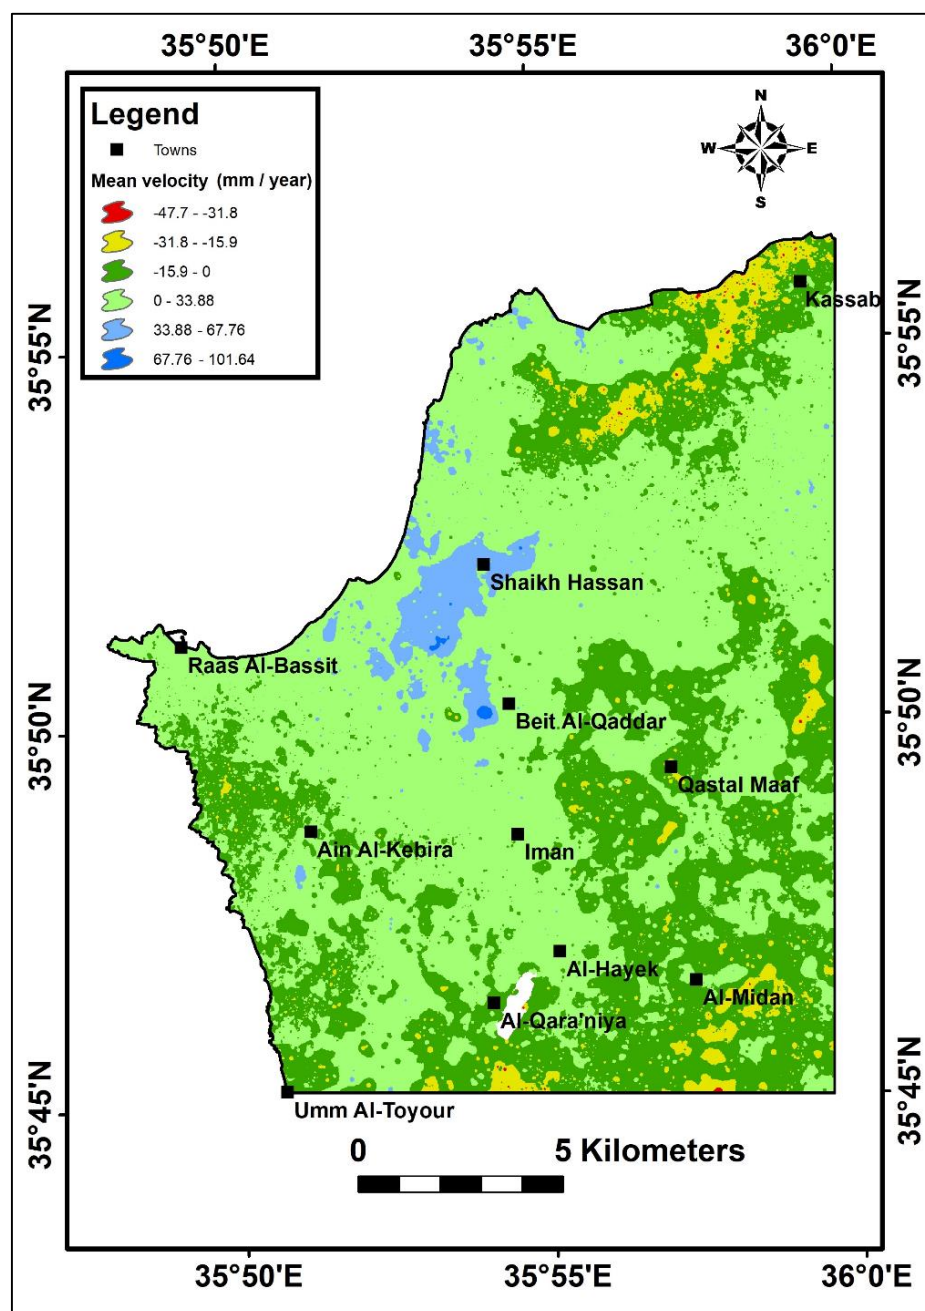 35°50'E 35°55'E 36°0'E
Legend
Towns
Mean velocity (mm / year)
-47.7 - -31.8
-31.8 - -15.9
-15.9 - 0
0 - 33.88
33.88 - 67.76
67.76 - 101.64
N
W E
S
Kassab
35°55'N 35°55'N
Shaikh Hassan
Raas Al-Bassit
Beit Al-Qaddar
35°50'N 35°50'N
Qastal Maaf
Ain Al-Kebira
Iman
Al-Hayek
Al-Midan
Al-Qara'niya
35°45'N 35°45'N
Umm Al-Toyour
0 5 Kilometers
35°50'E 35°55'E 36°0'E